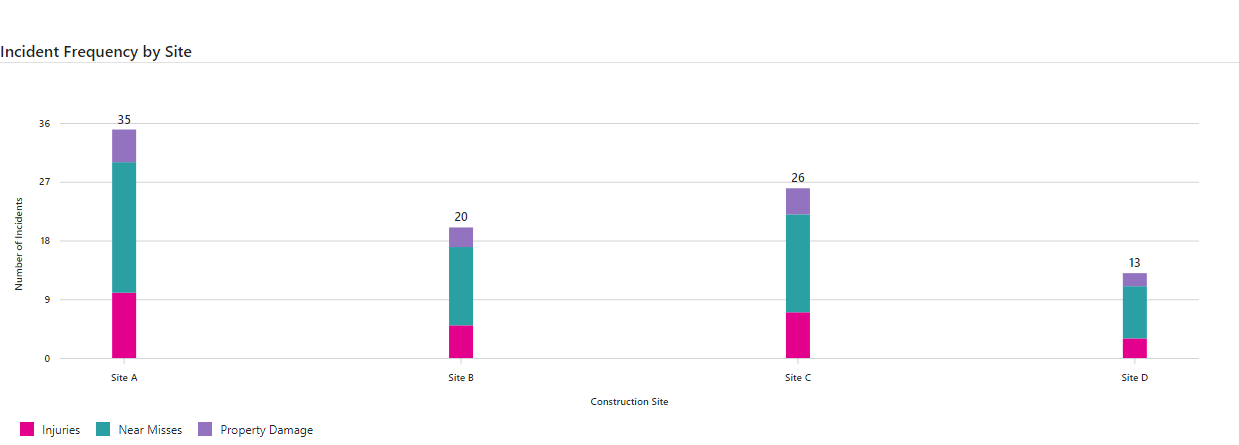 Incident Frequency by Site
35
36
26
27
20
18
13
9
0
Number of Incidents
Site A Site B Site C Site D
Construction Site
Injuries Near Misses Property Damage